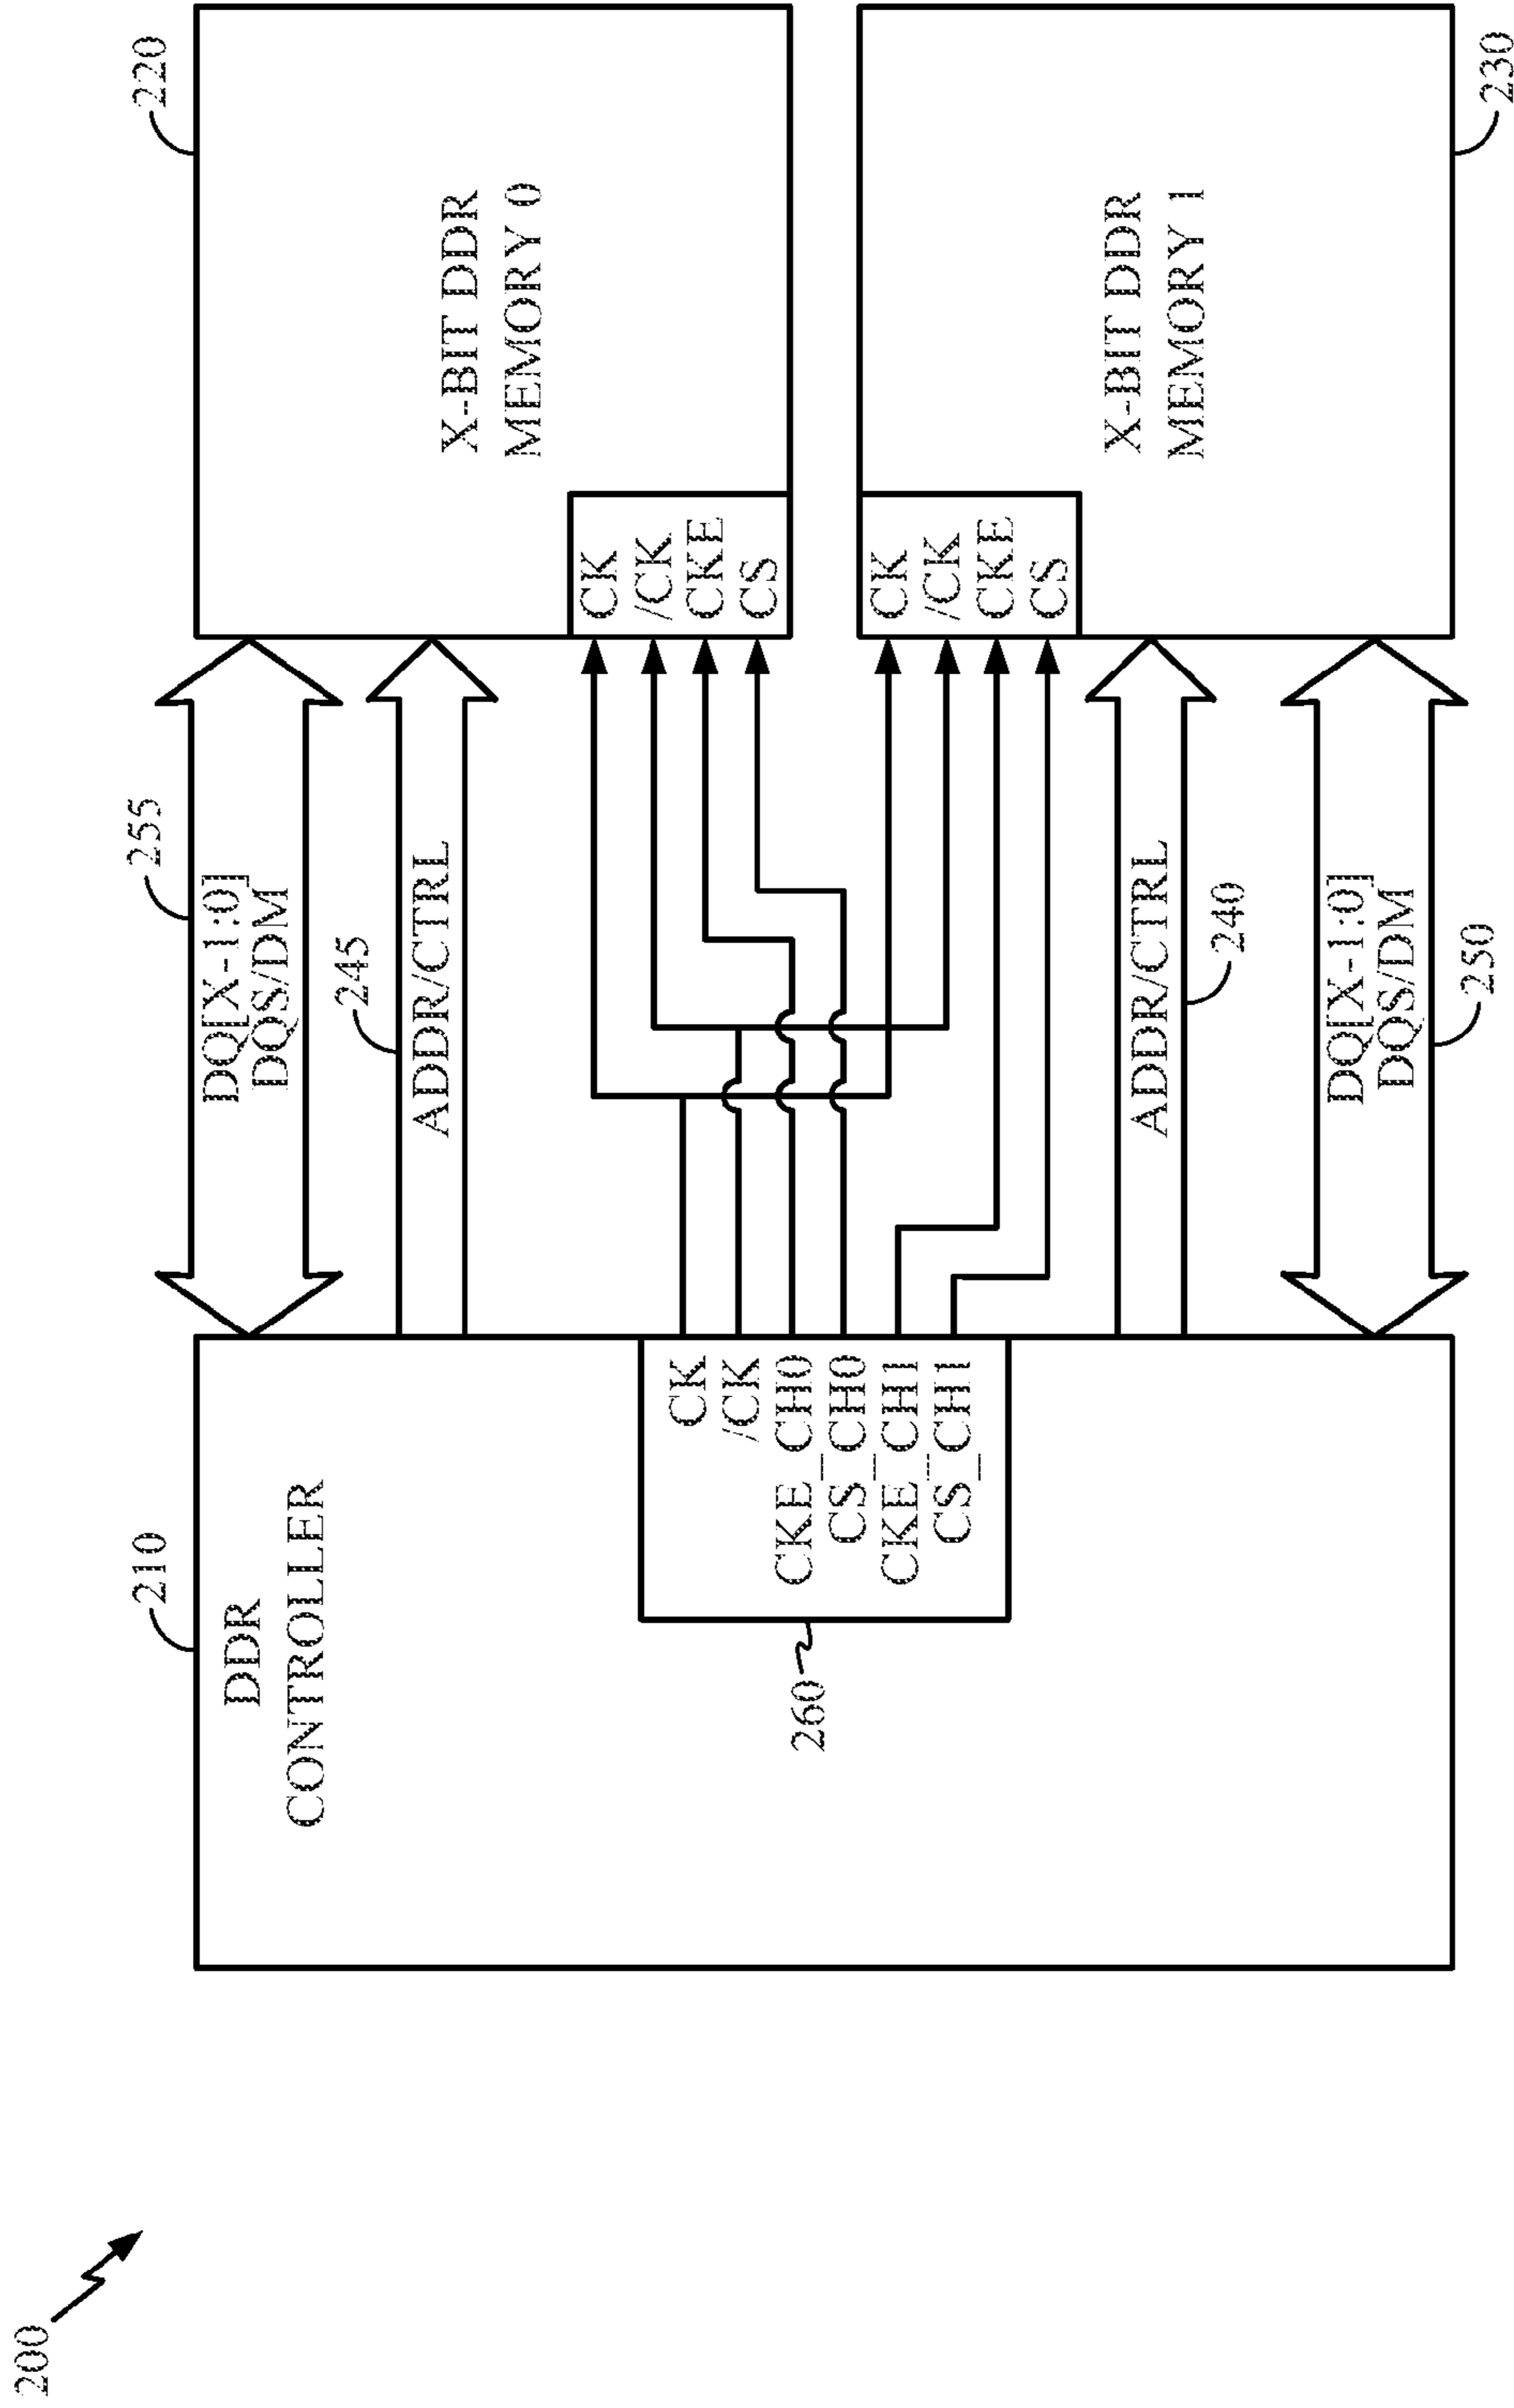 200
210
DDR
CONTROLLER
260
CK
/CK
CKE_CH0
CS_CH0
CKE_CH1
CS_CH1
255
DQ[X-1:0]
DQS/DM
245
ADDR/CTRL
ADDR/CTRL
240
DQ[X-1:0]
DQS/DM
250
220
X-BIT DDR
MEMORY 0
CK
/CK
CKE
CS
CK
/CK
CKE
CS
X-BIT DDR
MEMORY 1
230